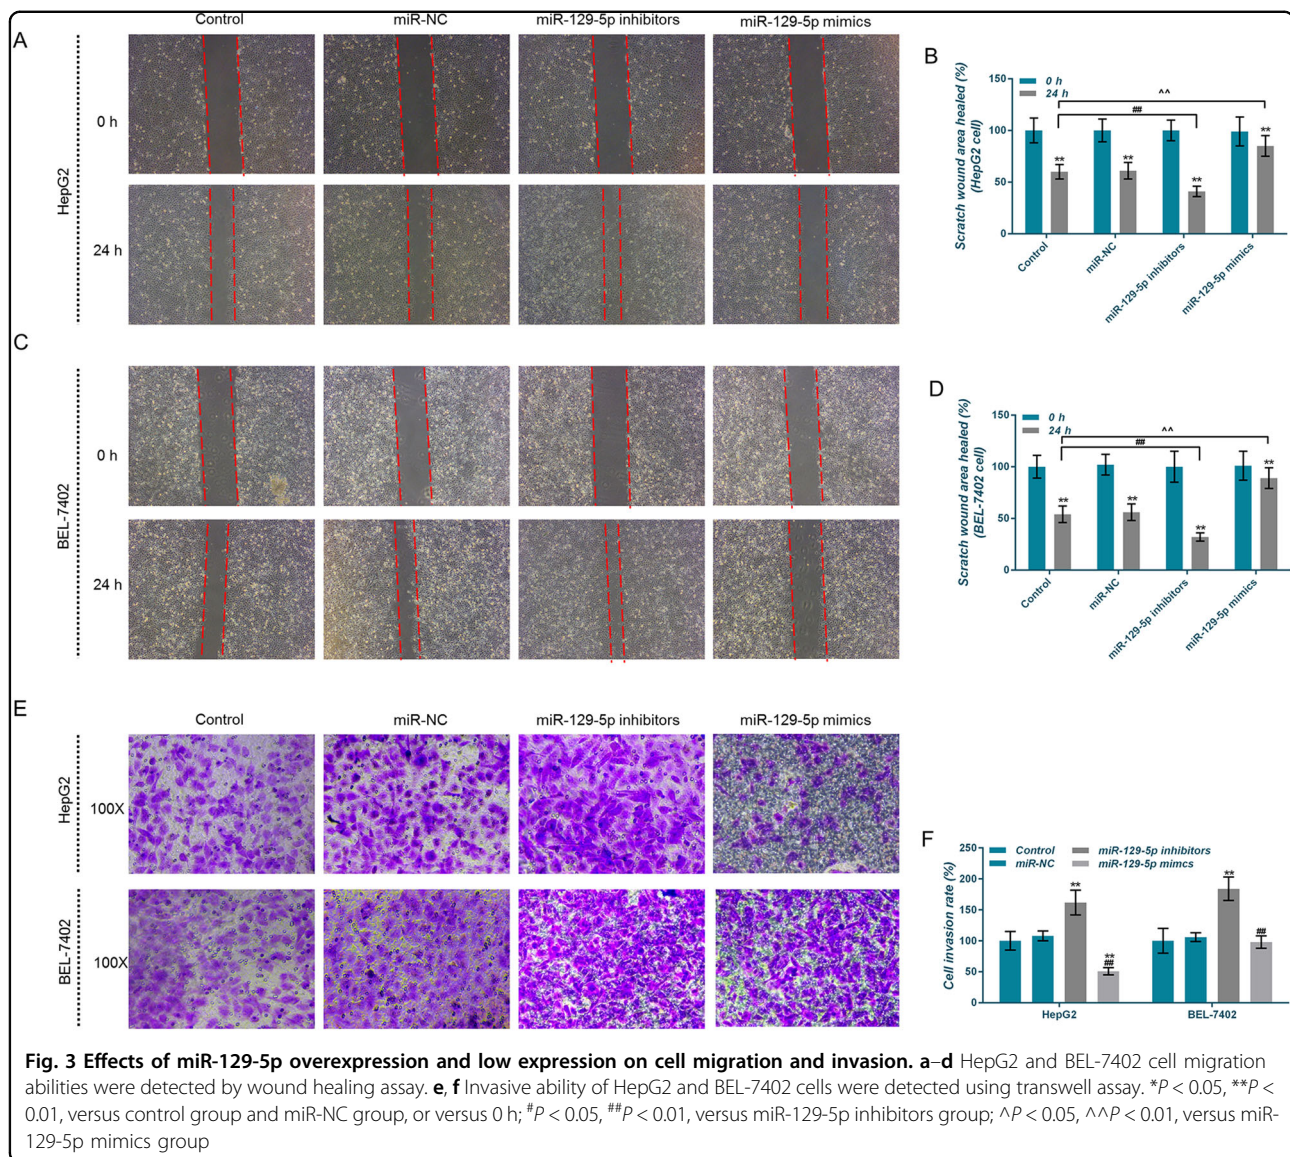 Control miR-NC miR-129-5p inhibitors miR-129-5p mimics
A
HepG2
0 h
24 h
B
Scratch wound area healed (%)
(HepG2 cell)
0 h
24 h
150
100
50
0
^^
##
** ** ** **
Control miR-NC miR-129-5p inhibitors miR-129-5p mimics
C
BEL-7402
0 h
24 h
D
Scratch wound area healed (%)
(BEL-7402 cell)
0 h
24 h
150
100
50
0
^^
##
** ** ** **
Control miR-NC miR-129-5p inhibitors miR-129-5p mimics
E
Control miR-NC miR-129-5p inhibitors miR-129-5p mimics
HepG2
100X
BEL-7402
100X
F
Cell invasion rate (%)
Control miR-129-5p inhibitors
miR-NC miR-129-5p mimcs
250
200
150
100
50
0
** ** ## ** ##
HepG2 BEL-7402
Fig. 3 Effects of miR-129-5p overexpression and low expression on cell migration and invasion. a–d HepG2 and BEL-7402 cell migration
abilities were detected by wound healing assay. e, f Invasive ability of HepG2 and BEL-7402 cells were detected using transwell assay. *P < 0.05, **P <
0.01, versus control group and miR-NC group, or versus 0 h; #P < 0.05, ##P < 0.01, versus miR-129-5p inhibitors group; ^P < 0.05, ^^P < 0.01, versus miR-
129-5p mimics group